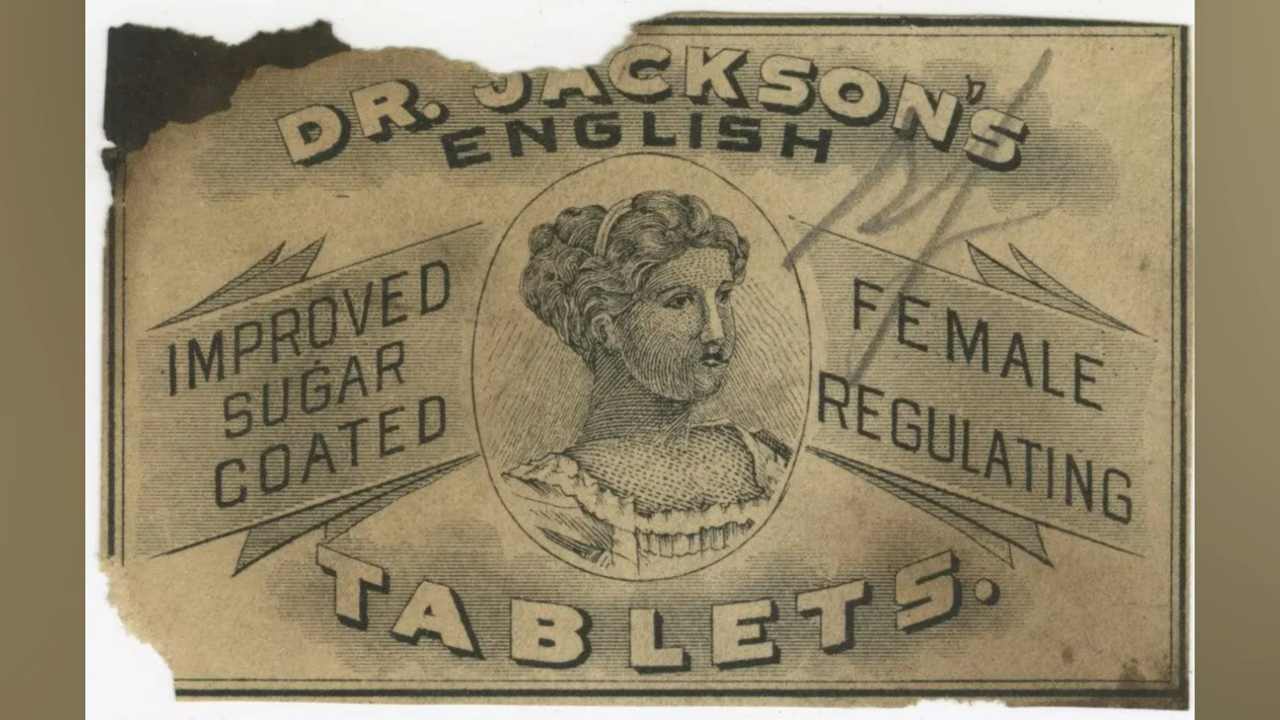 DR. JACKSON'S
ENGLISH
IMPROVED
SUGAR
COATED
FEMALE
REGULATING
TABLETS.